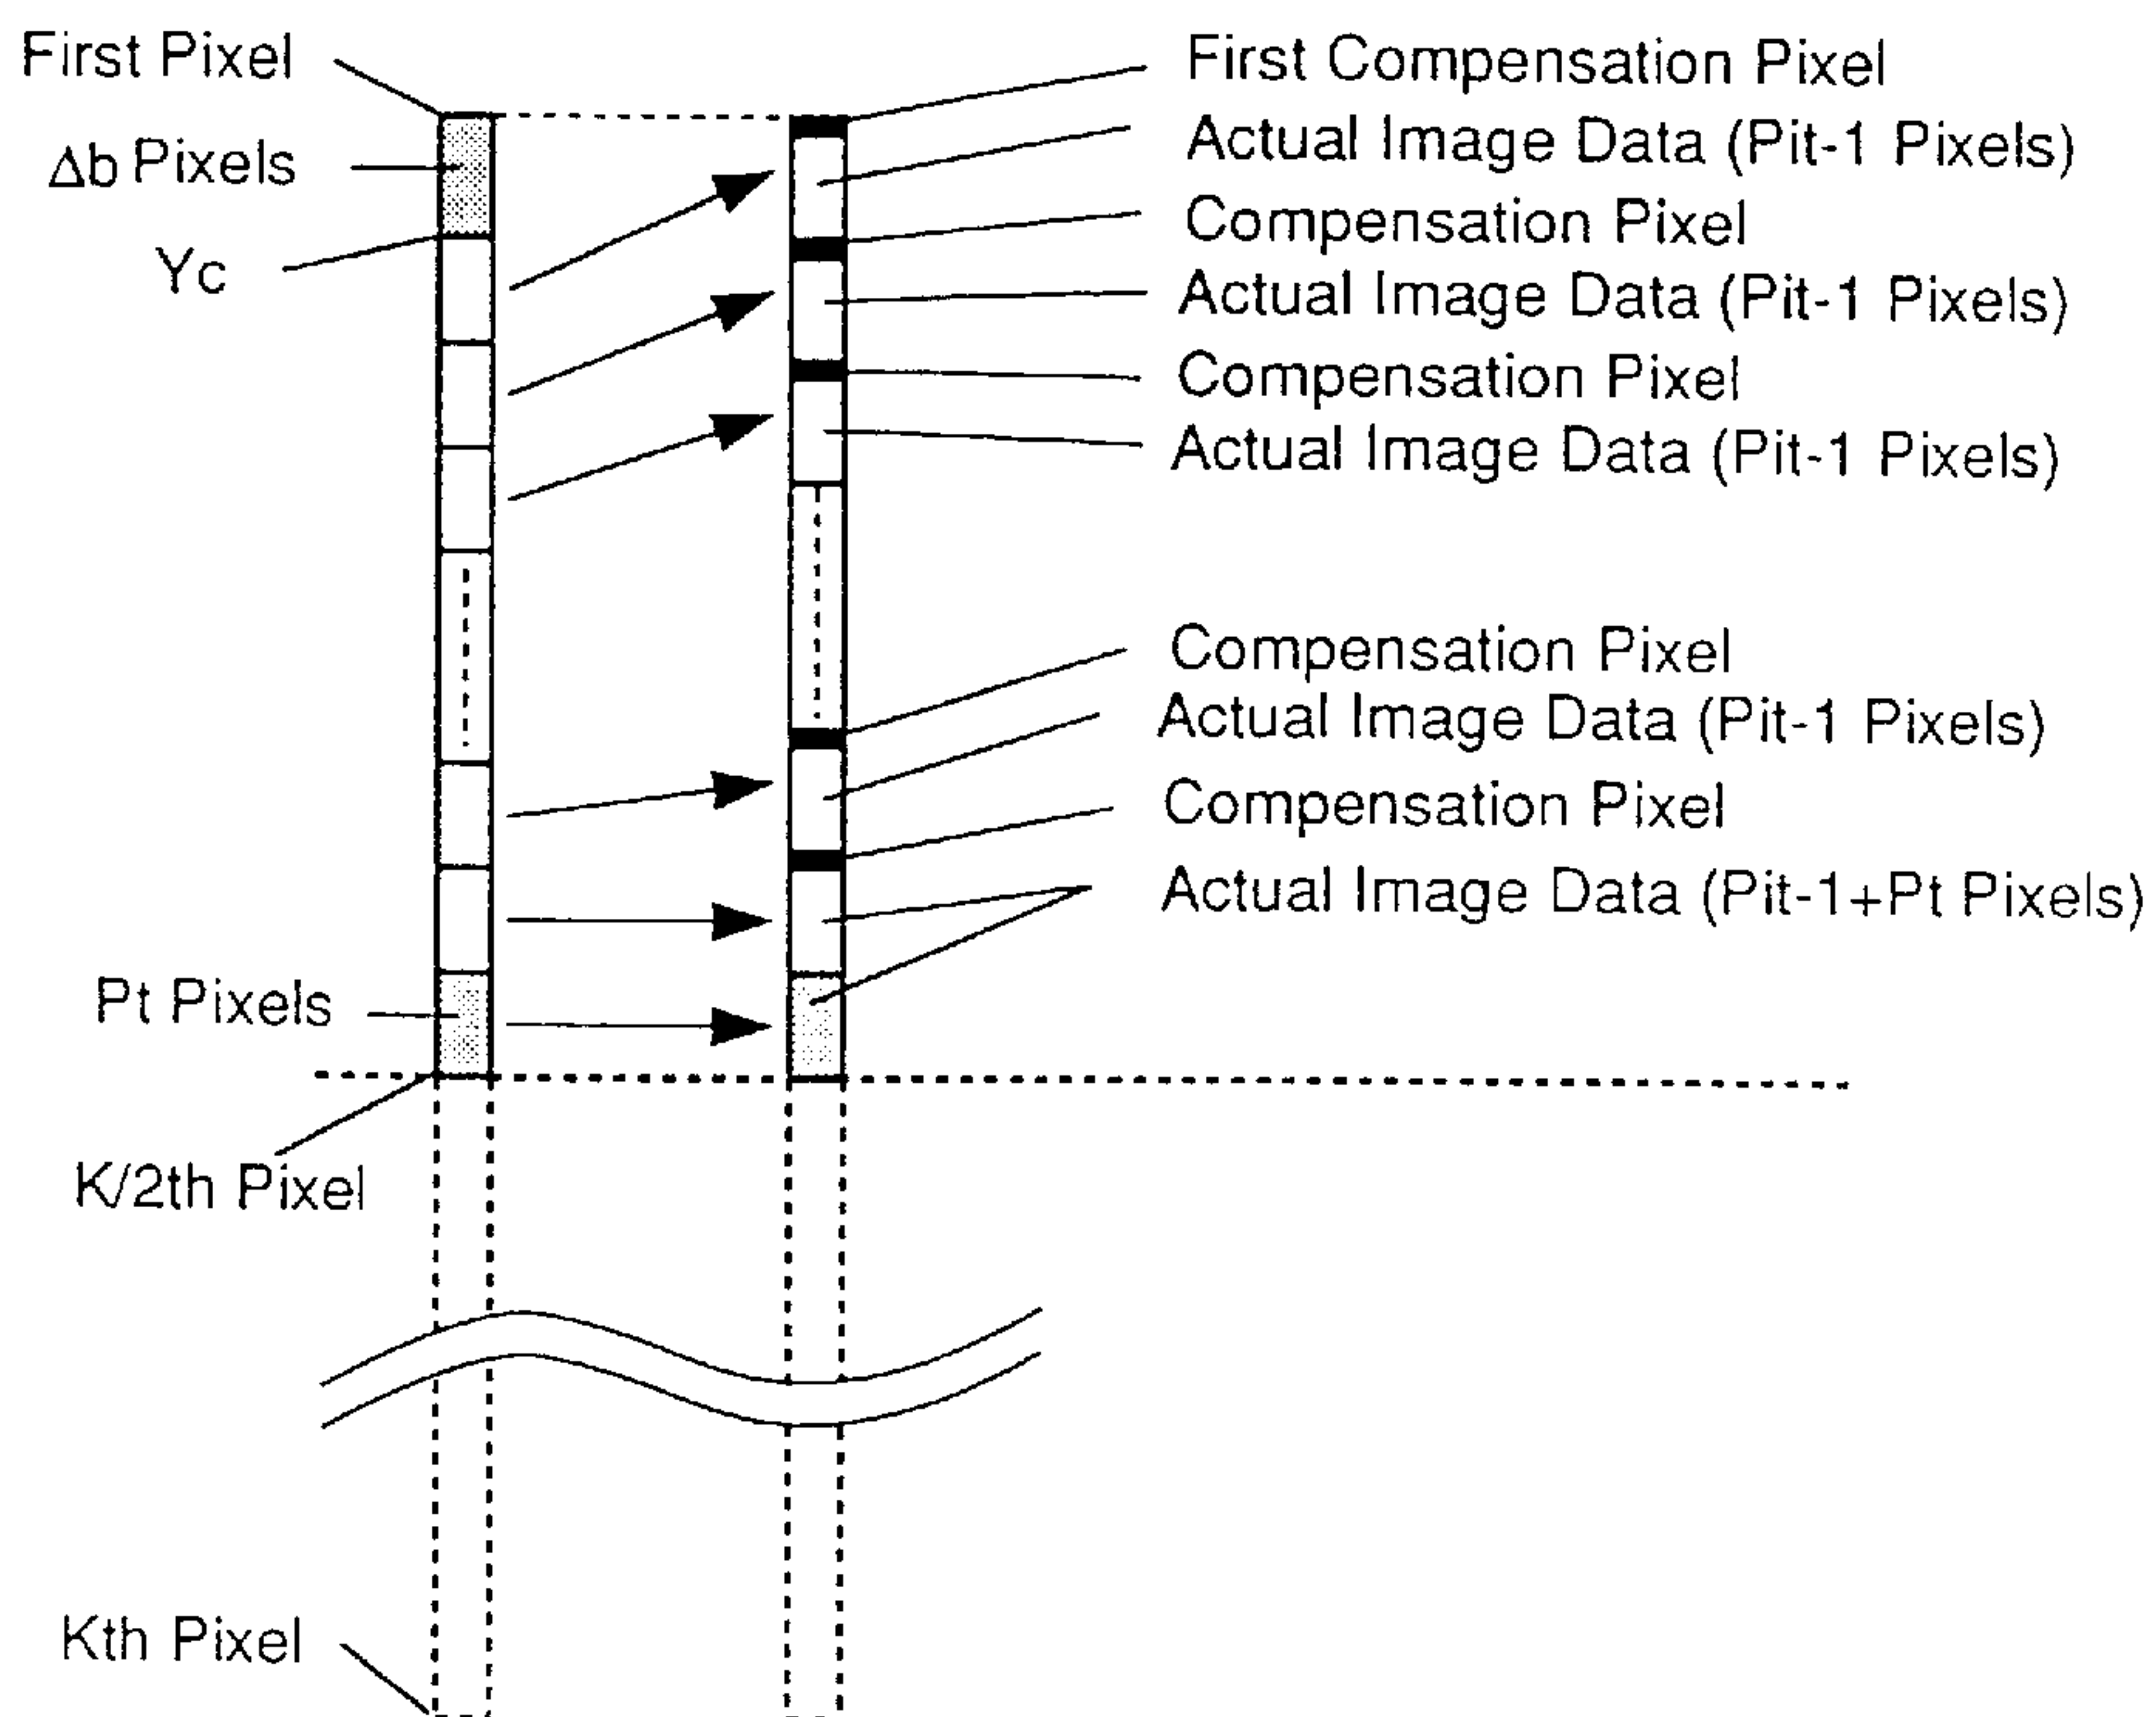 First Pixel
Δb Pixels
Yc
Pt Pixels
K/2th Pixel
Kth Pixel
First Compensation Pixel
Actual Image Data (Pit-1 Pixels)
Compensation Pixel
Actual Image Data (Pit-1 Pixels)
Compensation Pixel
Actual Image Data (Pit-1 Pixels)
Compensation Pixel
Actual Image Data (Pit-1 Pixels)
Compensation Pixel
Actual Image Data (Pit-1+Pt Pixels)